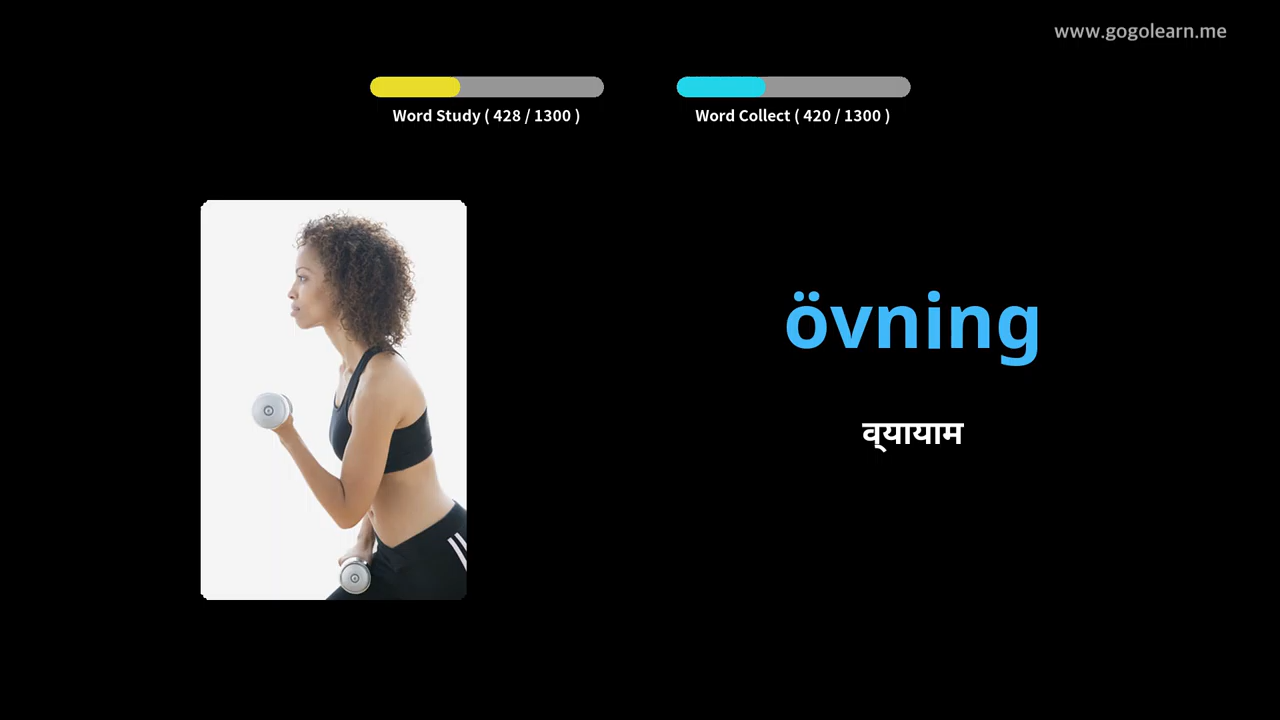 www.gogolearn.me
Word Study ( 428 / 1300 )
Word Collect ( 420 / 1300 )
övning
व्यायाम